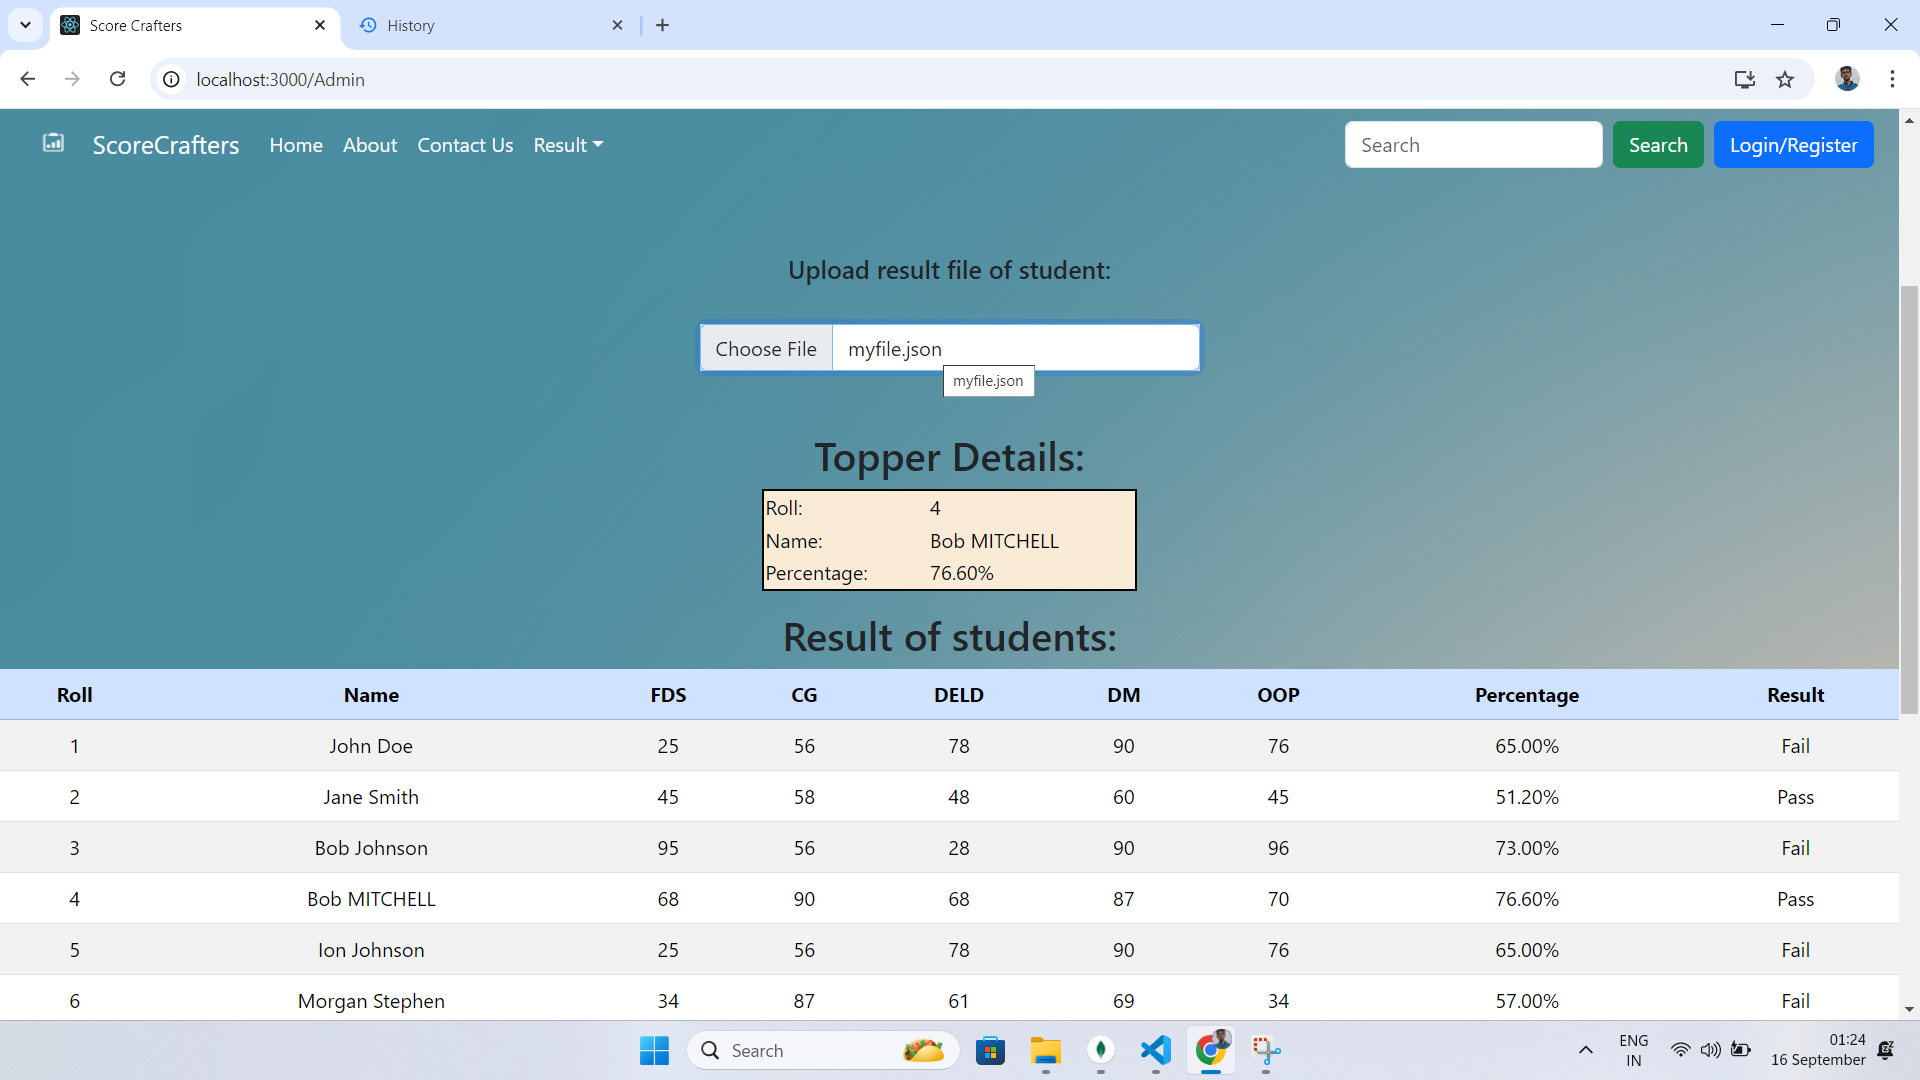 Score Crafters
History
localhost:3000/Admin
ScoreCrafters Home About Contact Us Result Search Search Login/Register
Upload result file of student:
Choose File myfile.json
myfile.json
Topper Details:
Roll: 4
Name: Bob MITCHELL
Percentage: 76.60%
Result of students:
Roll Name FDS CG DELD DM OOP Percentage Result
1 John Doe 25 56 78 90 76 65.00% Fail
2 Jane Smith 45 58 48 60 45 51.20% Pass
3 Bob Johnson 95 56 28 90 96 73.00% Fail
4 Bob MITCHELL 68 90 68 87 70 76.60% Pass
5 Ion Johnson 25 56 78 90 76 65.00% Fail
6 Morgan Stephen 34 87 61 69 34 57.00% Fail
Search
ENG
IN
01:24
16 September